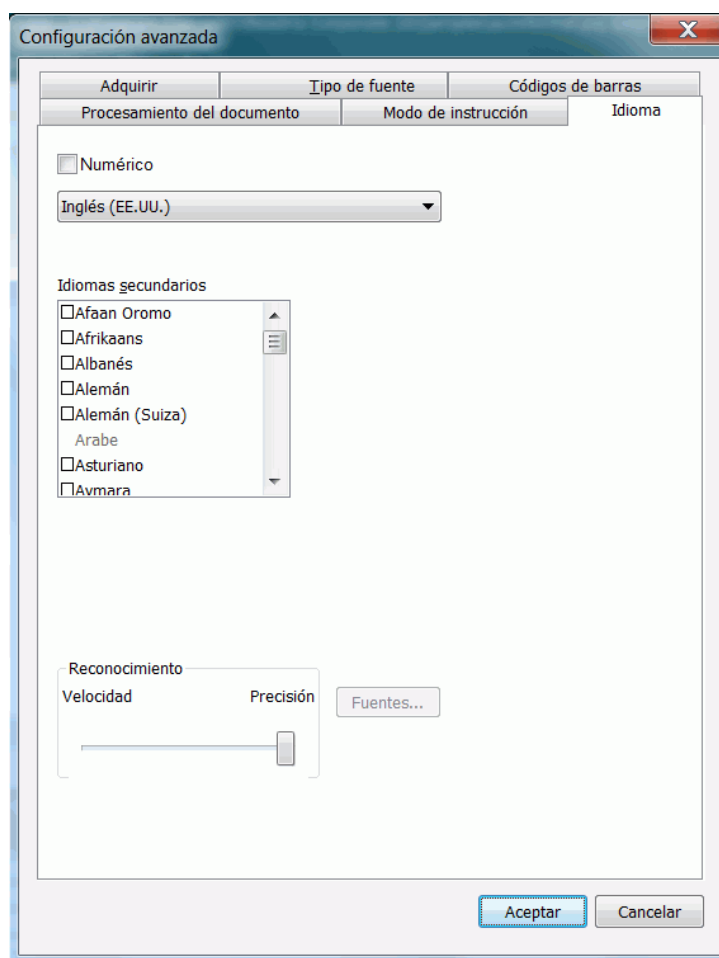 Configuración avanzada
X
Adquirir
Tipo de fuente
Códigos de barras
Procesamiento del documento
Modo de instrucción
Idioma
Numérico
Inglés (EE.UU.)
Idiomas secundarios
Afaan Oromo
Afrikaans
Albanés
Alemán
Alemán (Suiza)
Arabe
Asturiano
Aymara
Reconocimiento
Velocidad
Precisión
Fuentes...
Aceptar
Cancelar